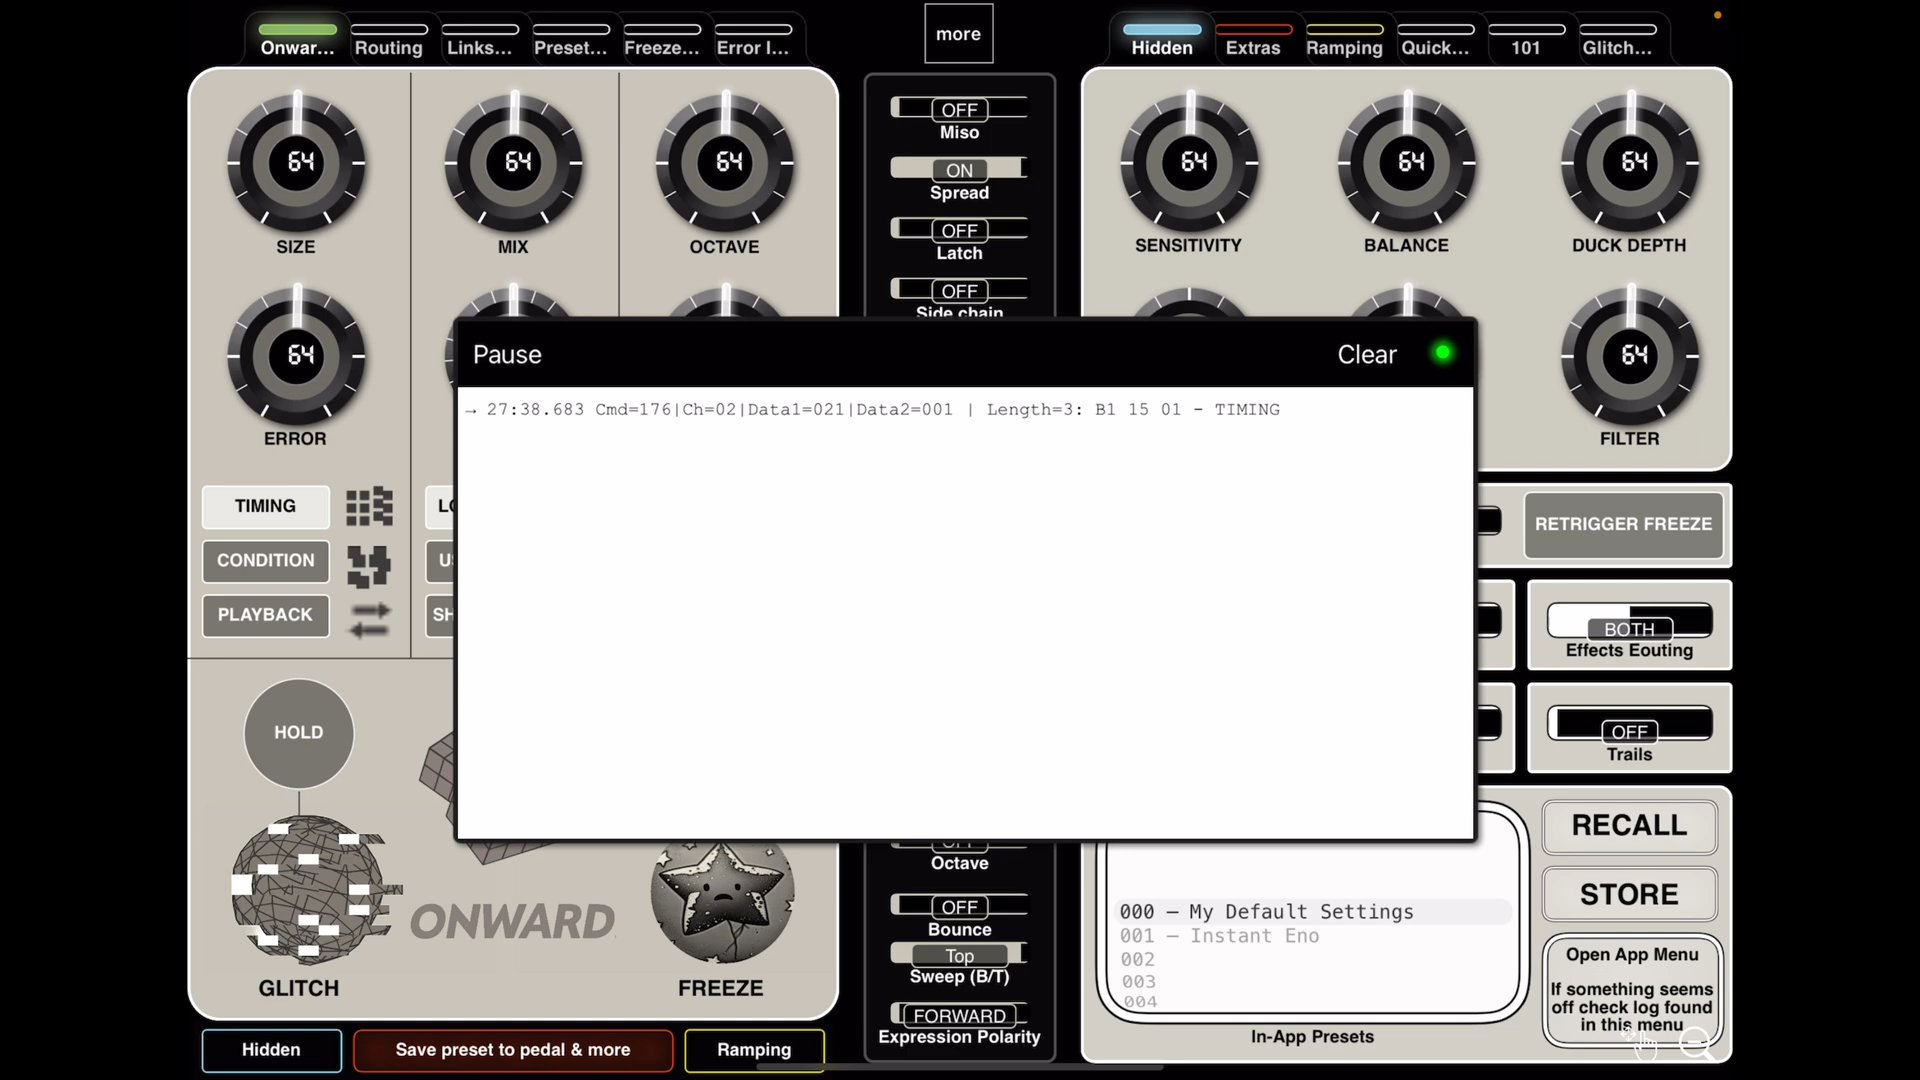 Onwar...
Routing
Links...
Preset...
Freeze...
Error I...
more
Hidden
Extras
Ramping
Quick...
101
Glitch...
64
64
64
SIZE
MIX
OCTAVE
OFF
Miso
ON
Spread
OFF
Latch
OFF
Side chain
64
64
64
SENSITIVITY
BALANCE
DUCK DEPTH
64
ERROR
64
FILTER
Pause
Clear
→ 27:38.683 Cmd=176|Ch=02|Data1=021|Data2=001 | Length=3: B1 15 01 - TIMING
TIMING
CONDITION
PLAYBACK
LO
US
SH
RETRIGGER FREEZE
BOTH
Effects Eouting
OFF
Trails
HOLD
ONWARD
GLITCH
FREEZE
Octave
OFF
Bounce
Top
Sweep (B/T)
FORWARD
Expression Polarity
000 – My Default Settings
001 – Instant Eno
002
003
004
In-App Presets
RECALL
STORE
Open App Menu
If something seems
off check log found
in this menu
Hidden
Save preset to pedal & more
Ramping